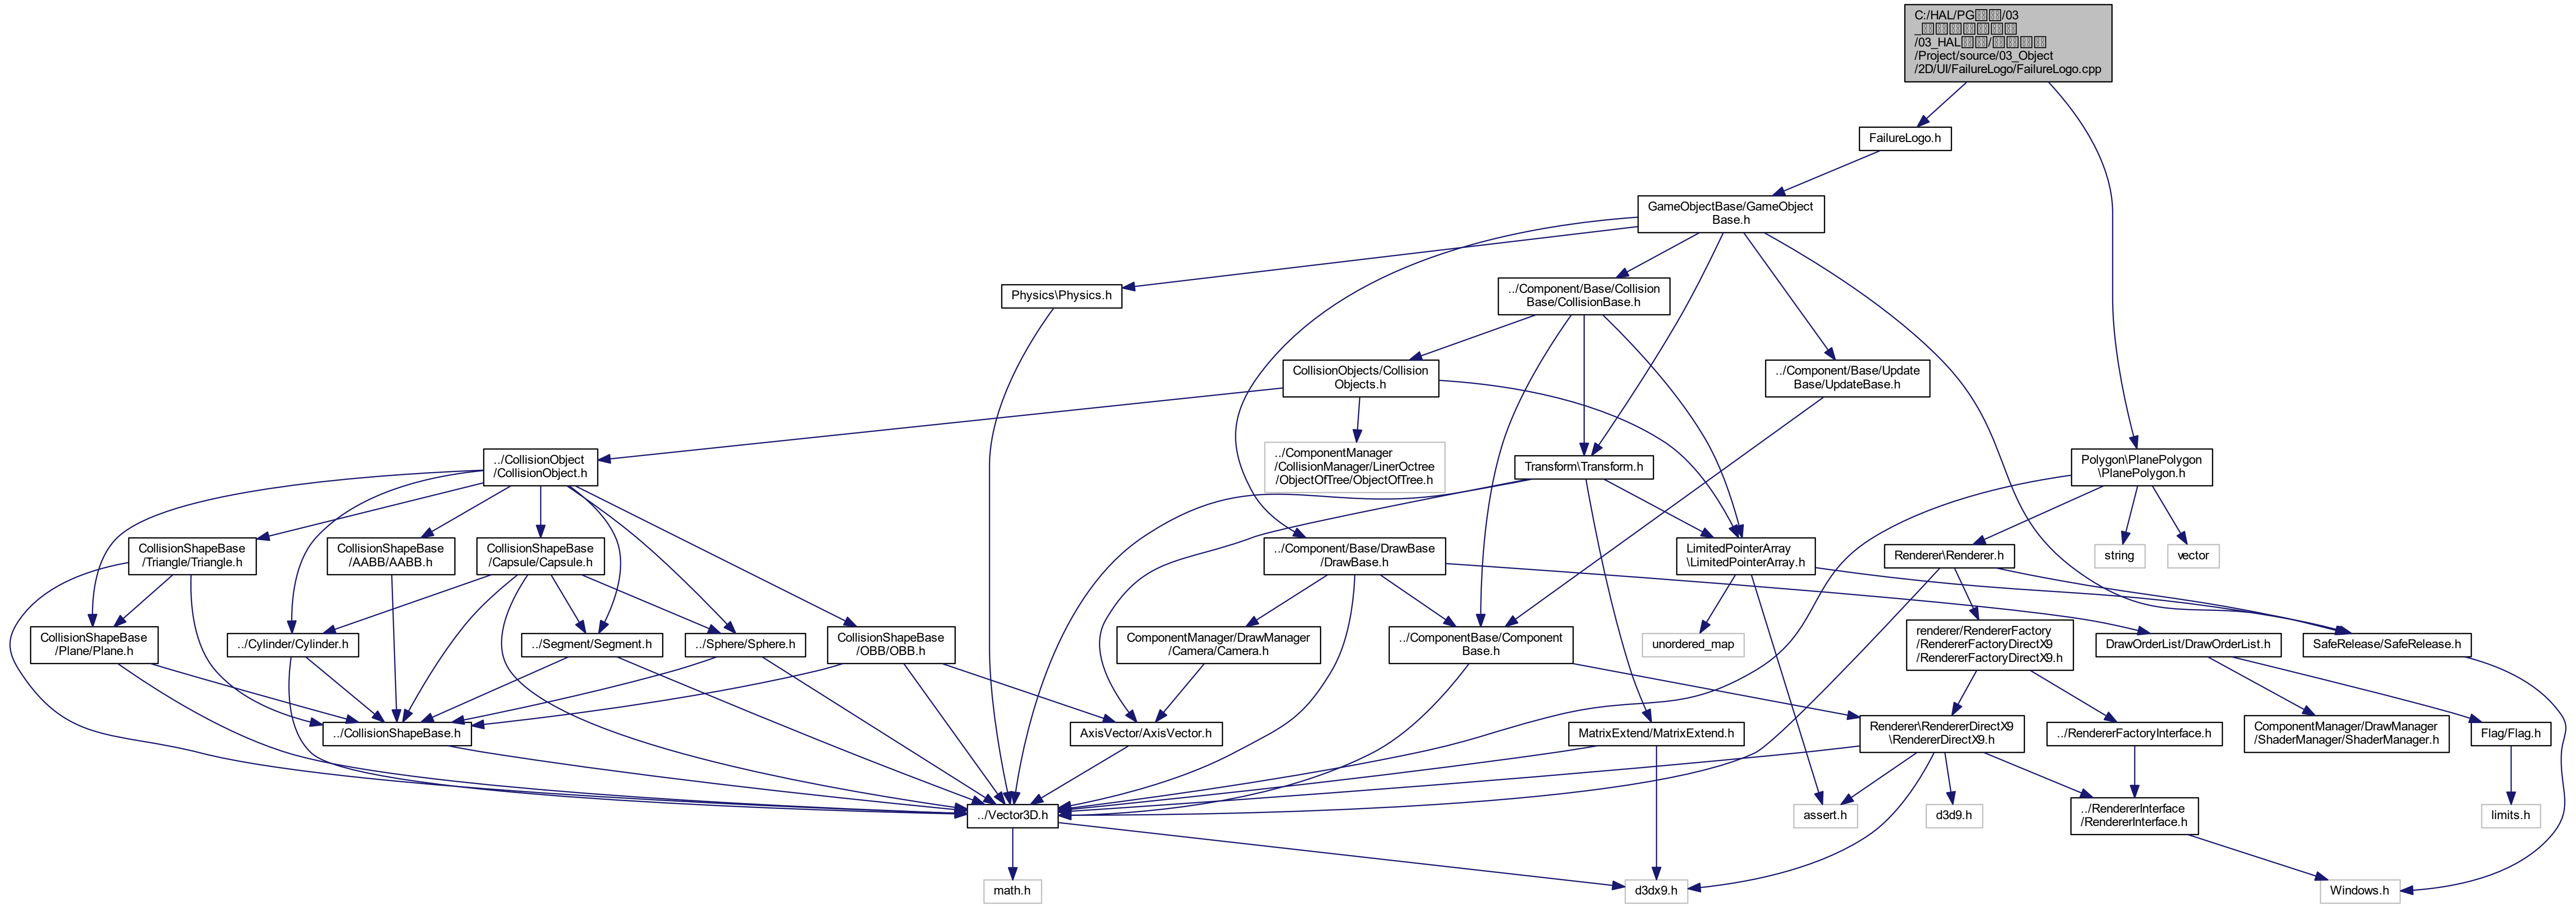 C:/HAL/PG/03
_
/03_HAL/
/Project/source/03_Object
/2D/UI/FailureLogo/FailureLogo.cpp
FailureLogo.h
GameObjectBase/GameObject
Base.h
Physics\Physics.h
../Component/Base/Collision
Base/CollisionBase.h
CollisionObjects/Collision
Objects.h
../Component/Base/Update
Base/UpdateBase.h
../CollisionObject
/CollisionObject.h
../ComponentManager
/CollisionManager/LinerOctree
/ObjectOfTree/ObjectOfTree.h
Transform\Transform.h
Polygon\PlanePolygon
\PlanePolygon.h
CollisionShapeBase
/Triangle/Triangle.h
CollisionShapeBase
/AABB/AABB.h
CollisionShapeBase
/Capsule/Capsule.h
../Component/Base/DrawBase
/DrawBase.h
LimitedPointerArray
\LimitedPointerArray.h
Renderer\Renderer.h
string
vector
CollisionShapeBase
/Plane/Plane.h
../Cylinder/Cylinder.h
../Segment/Segment.h
../Sphere/Sphere.h
CollisionShapeBase
/OBB/OBB.h
ComponentManager/DrawManager
/Camera/Camera.h
../ComponentBase/Component
Base.h
unordered_map
renderer/RendererFactory
/RendererFactoryDirectX9
/RendererFactoryDirectX9.h
DrawOrderList/DrawOrderList.h
SafeRelease/SafeRelease.h
../CollisionShapeBase.h
AxisVector/AxisVector.h
MatrixExtend/MatrixExtend.h
Renderer\RendererDirectX9
\RendererDirectX9.h
../RendererFactoryInterface.h
ComponentManager/DrawManager
/ShaderManager/ShaderManager.h
Flag/Flag.h
../Vector3D.h
assert.h
d3d9.h
../RendererInterface
/RendererInterface.h
limits.h
math.h
d3dx9.h
Windows.h